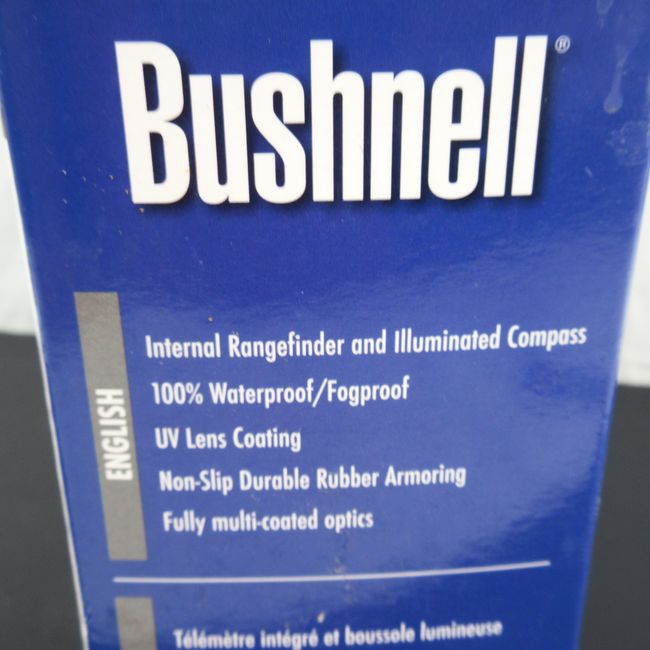 Bushnell®
ENGLISH
Internal Rangefinder and Illuminated Compass
100% Waterproof/Fogproof
UV Lens Coating
Non-Slip Durable Rubber Armoring
Fully multi-coated optics
Télémètre intégré et boussole lumineuse